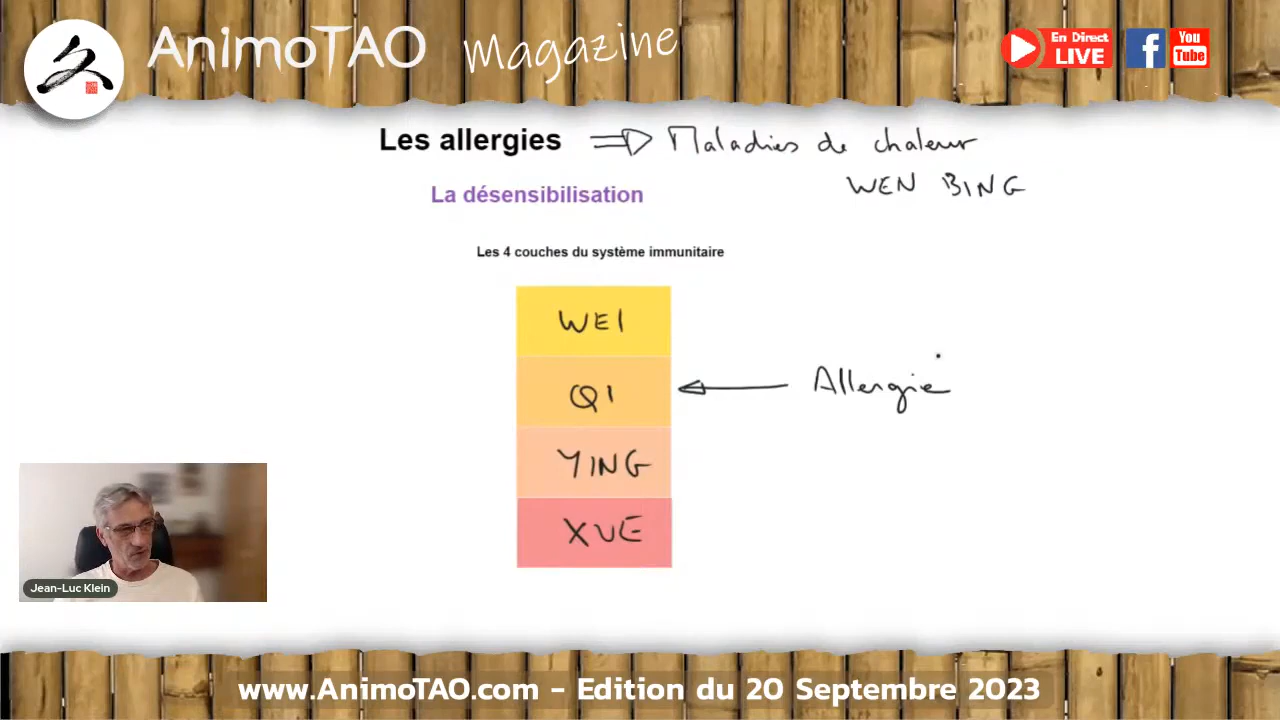 AnimoTAO Magazine
En Direct
LIVE
You
Tube
Les allergies ⇒ Maladies de chaleur
WEN BING
La désensibilisation
Les 4 couches du système immunitaire
WEI
QI ← Allergie
YING
XUE
Jean-Luc Klein
www.AnimoTAO.com - Edition du 20 Septembre 2023